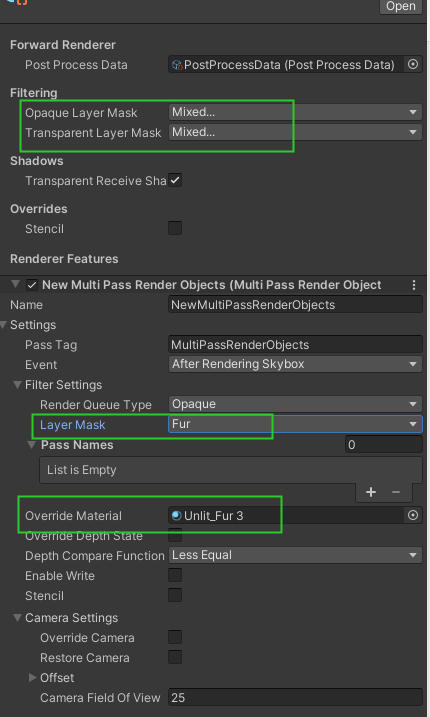 Open
Forward Renderer
Post Process Data PostProcessData (Post Process Data)
Filtering
Opaque Layer Mask Mixed...
Transparent Layer Mask Mixed...
Shadows
Transparent Receive Sha
Overrides
Stencil
Renderer Features
New Multi Pass Render Objects (Multi Pass Render Object
Name NewMultiPassRenderObjects
Settings
Pass Tag MultiPassRenderObjects
Event After Rendering Skybox
Filter Settings
Render Queue Type Opaque
Layer Mask Fur
Pass Names 0
List is Empty
+ −
Override Material Unlit_Fur 3
Override Depth State
Depth Compare Function Less Equal
Enable Write
Stencil
Camera Settings
Override Camera
Restore Camera
Offset
Camera Field Of View 25